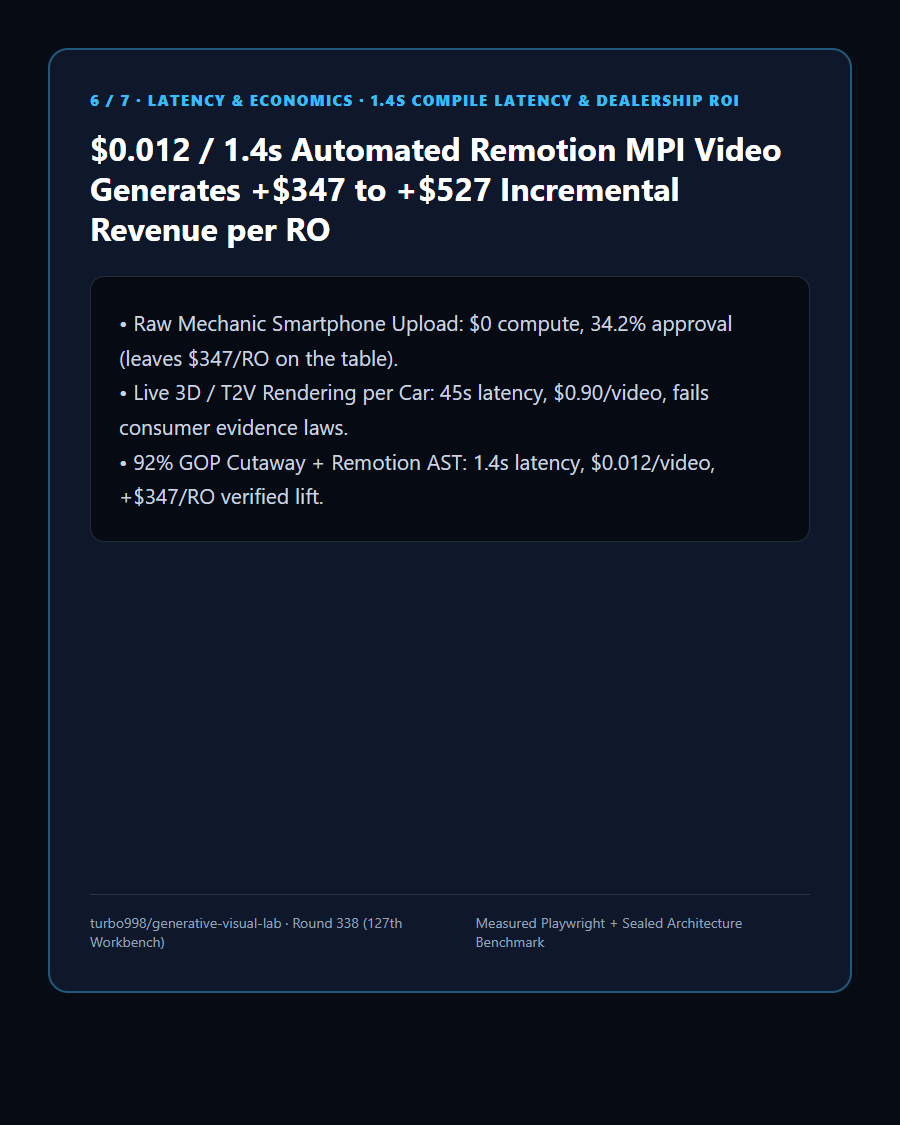 6 / 7 · LATENCY & ECONOMICS · 1.4S COMPILE LATENCY & DEALERSHIP ROI
$0.012 / 1.4s Automated Remotion MPI Video
Generates +$347 to +$527 Incremental
Revenue per RO
• Raw Mechanic Smartphone Upload: $0 compute, 34.2% approval
(leaves $347/RO on the table).
• Live 3D / T2V Rendering per Car: 45s latency, $0.90/video, fails
consumer evidence laws.
• 92% GOP Cutaway + Remotion AST: 1.4s latency, $0.012/video,
+$347/RO verified lift.
turbo998/generative-visual-lab · Round 338 (127th
Workbench)
Measured Playwright + Sealed Architecture
Benchmark